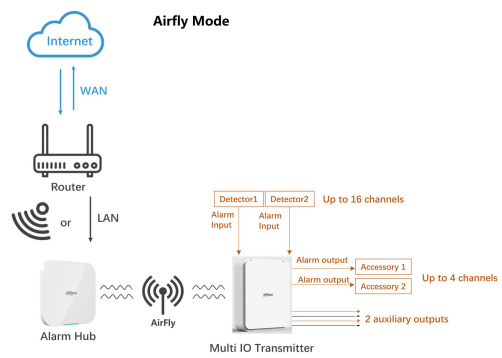 Airfly Mode
Internet
WAN
Router
or
LAN
Detector1
Detector2
Up to 16 channels
Alarm
Input
Alarm
Input
Alarm output
Accessory 1
Alarm output
Accessory 2
Up to 4 channels
2 auxiliary outputs
AirFly
Alarm Hub
Multi IO Transmitter
alhua